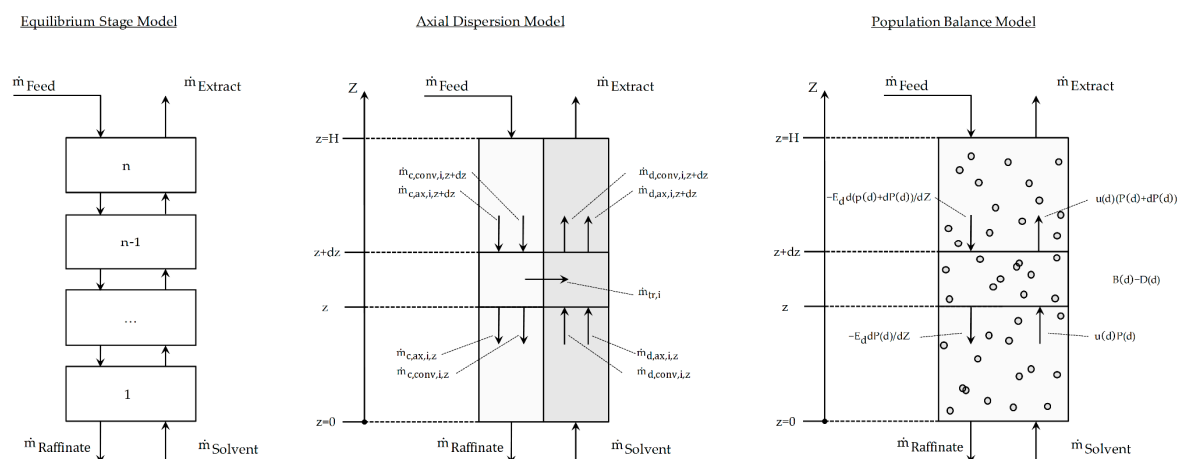 Equilibrium Stage Model
ṁFeed
ṁExtract
n
n-1
...
1
ṁRaffinate
ṁSolvent
Axial Dispersion Model
Z
ṁFeed
ṁExtract
z=H
ṁc,conv,i,z+dz
ṁc,ax,i,z+dz
ṁd,conv,i,z+dz
ṁd,ax,i,z+dz
z+dz
ṁtr,i
z
ṁc,ax,i,z
ṁc,conv,i,z
ṁd,ax,i,z
ṁd,conv,i,z
z=0
ṁRaffinate
ṁSolvent
Population Balance Model
Z
ṁFeed
ṁExtract
z=H
-Edd(p(d)+dP(d))/dZ
u(d)(P(d)+dP(d))
z+dz
B(d)-D(d)
z
-EddP(d)/dZ
u(d)P(d)
z=0
ṁRaffinate
ṁSolvent